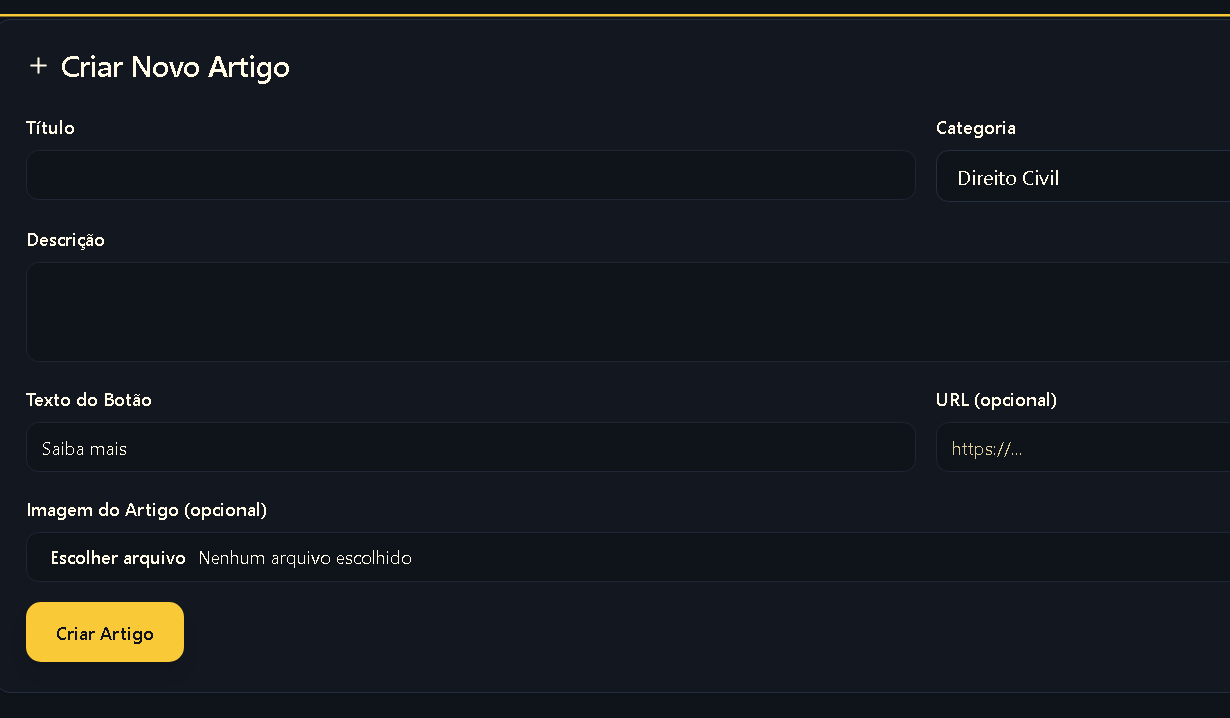 + Criar Novo Artigo
Título
Categoria
Direito Civil
Descrição
Texto do Botão
URL (opcional)
Saiba mais
https://...
Imagem do Artigo (opcional)
Escolher arquivo Nenhum arquivo escolhido
Criar Artigo